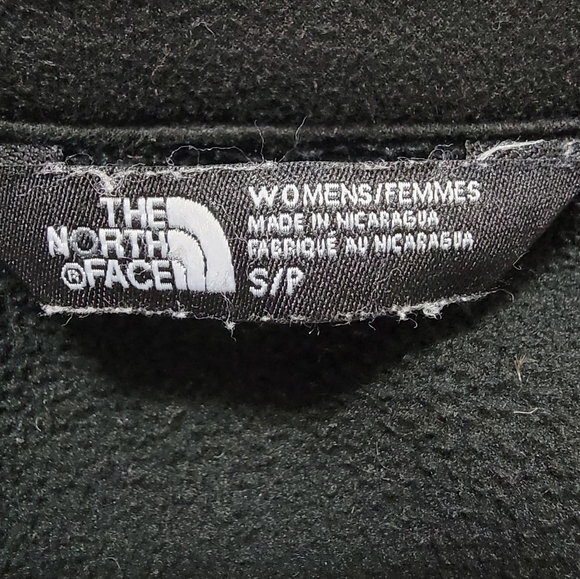 THE
NORTH
®FACE
WOMENS/FEMMES
MADE IN NICARAGUA
FABRIQUÉ AU NICARAGUA
S/P